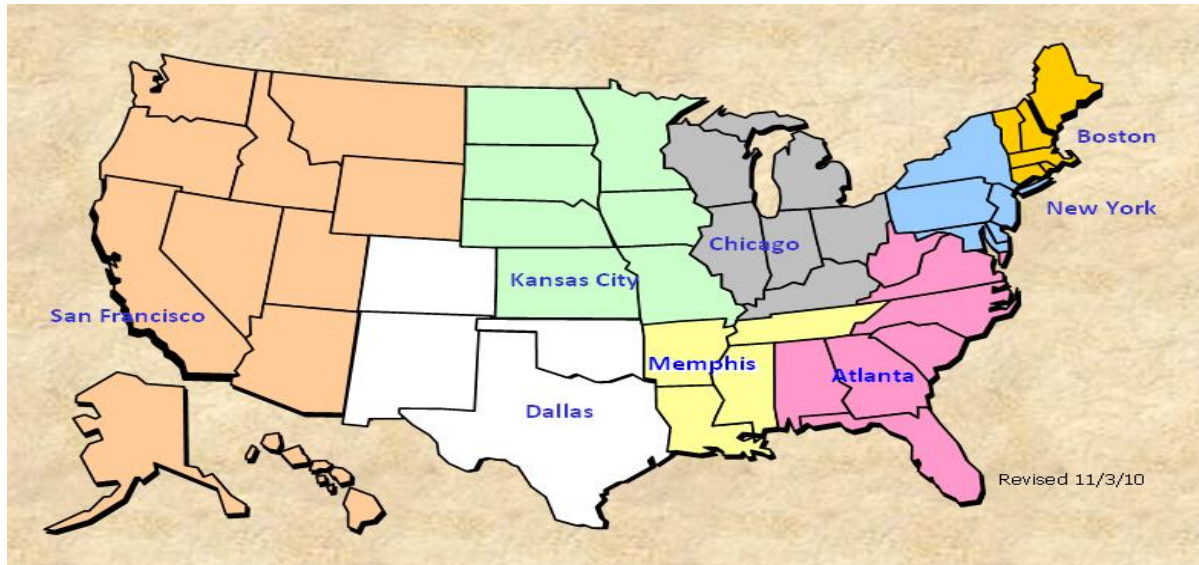 Boston
New York
Chicago
Kansas City
San Francisco
Memphis
Atlanta
Dallas
Revised 11/3/10